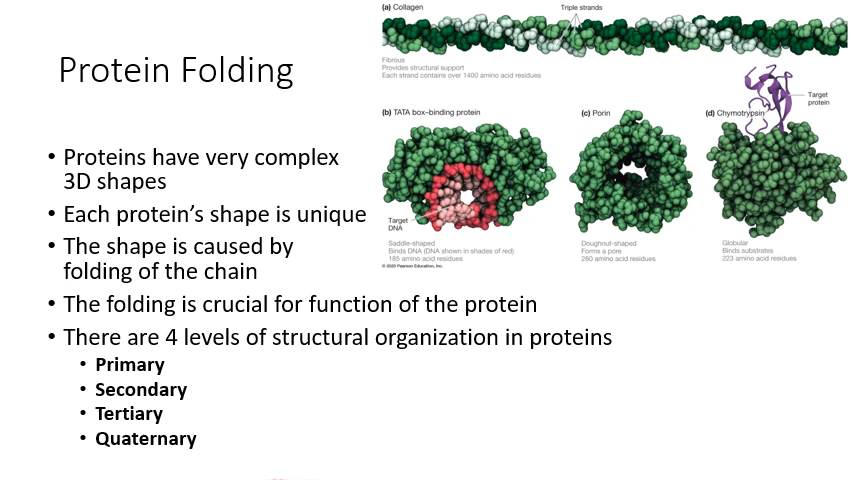 Protein Folding
• Proteins have very complex
3D shapes
• Each protein's shape is unique
• The shape is caused by
folding of the chain
• The folding is crucial for function of the protein
• There are 4 levels of structural organization in proteins
• Primary
• Secondary
• Tertiary
• Quaternary
(a) Collagen
Triple strands
Fibrous
Provides structural support
Each strand contains over 1400 amino acid residues
(b) TATA box–binding protein
Target
DNA
Saddle-shaped
Binds DNA (DNA shown in shades of red)
185 amino acid residues
© 2020 Pearson Education, Inc.
(c) Porin
Doughnut-shaped
Forms a pore
280 amino acid residues
(d) Chymotrypsin
Target
protein
Globular
Binds substrates
223 amino acid residues